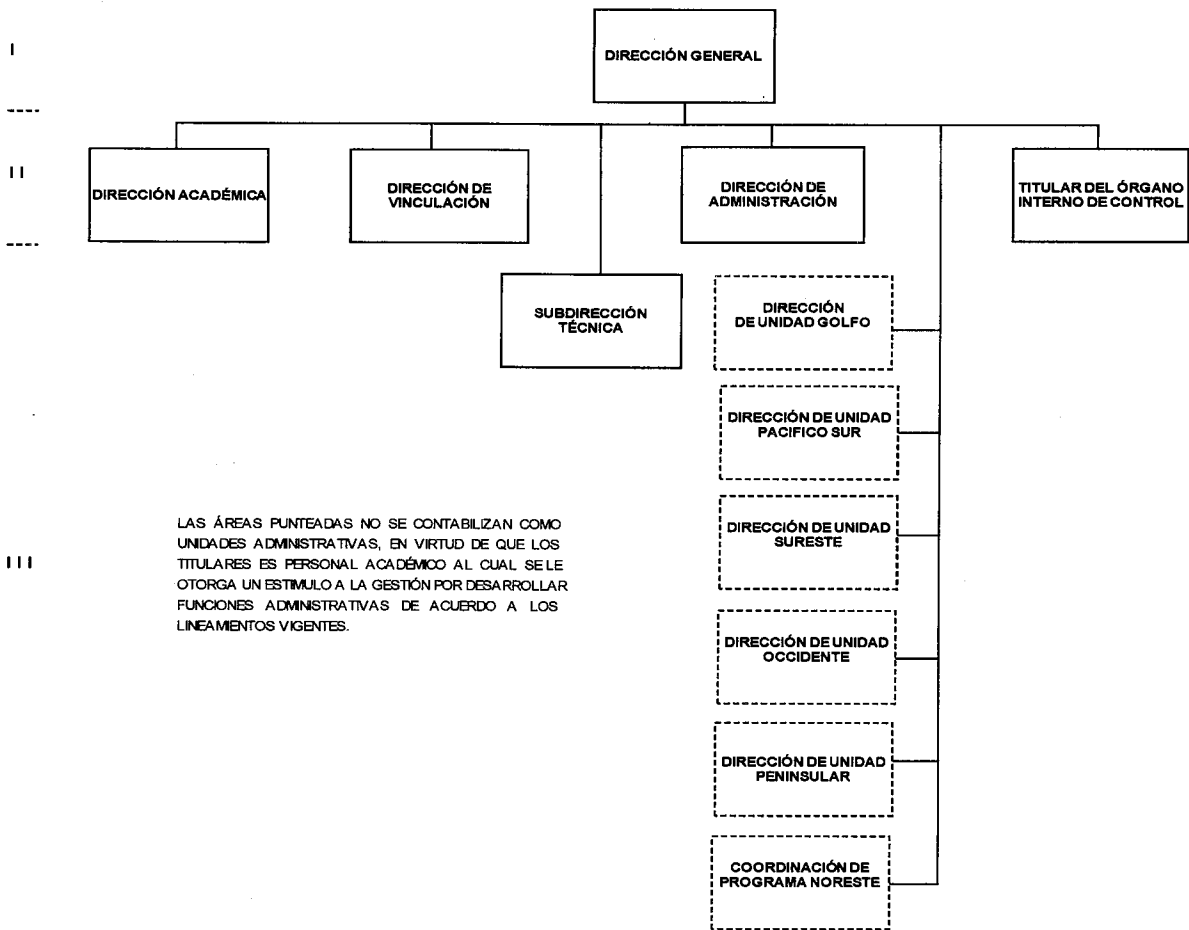 I
DIRECCIÓN GENERAL
II
DIRECCIÓN ACADÉMICA
DIRECCIÓN DE
VINCULACIÓN
DIRECCIÓN DE
ADMINISTRACIÓN
TITULAR DEL ÓRGANO
INTERNO DE CONTROL
SUBDIRECCIÓN
TÉCNICA
DIRECCIÓN
DE UNIDAD GOLFO
DIRECCIÓN DE UNIDAD
PACIFICO SUR
III
LAS ÁREAS PUNTEADAS NO SE CONTABILIZAN COMO
UNIDADES ADMINISTRATIVAS, EN VIRTUD DE QUE LOS
TITULARES ES PERSONAL ACADÉMICO AL CUAL SE LE
OTORGA UN ESTIMULO A LA GESTIÓN POR DESARROLLAR
FUNCIONES ADMINISTRATIVAS DE ACUERDO A LOS
LINEAMIENTOS VIGENTES.
DIRECCIÓN DE UNIDAD
SURESTE
DIRECCIÓN DE UNIDAD
OCCIDENTE
DIRECCIÓN DE UNIDAD
PENINSULAR
COORDINACIÓN DE
PROGRAMA NORESTE